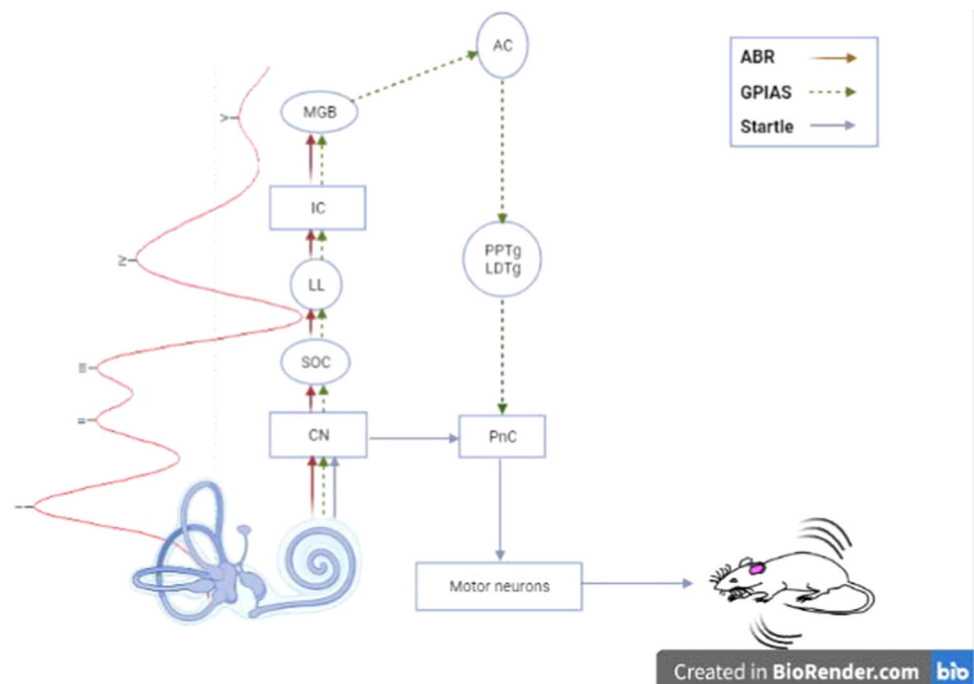 AC
ABR
GPIAS
Startle
MGB
V
IC
PPTg
LDTg
IV
LL
SOC
III
II
CN
PnC
I
Motor neurons
Created in BioRender.com bio